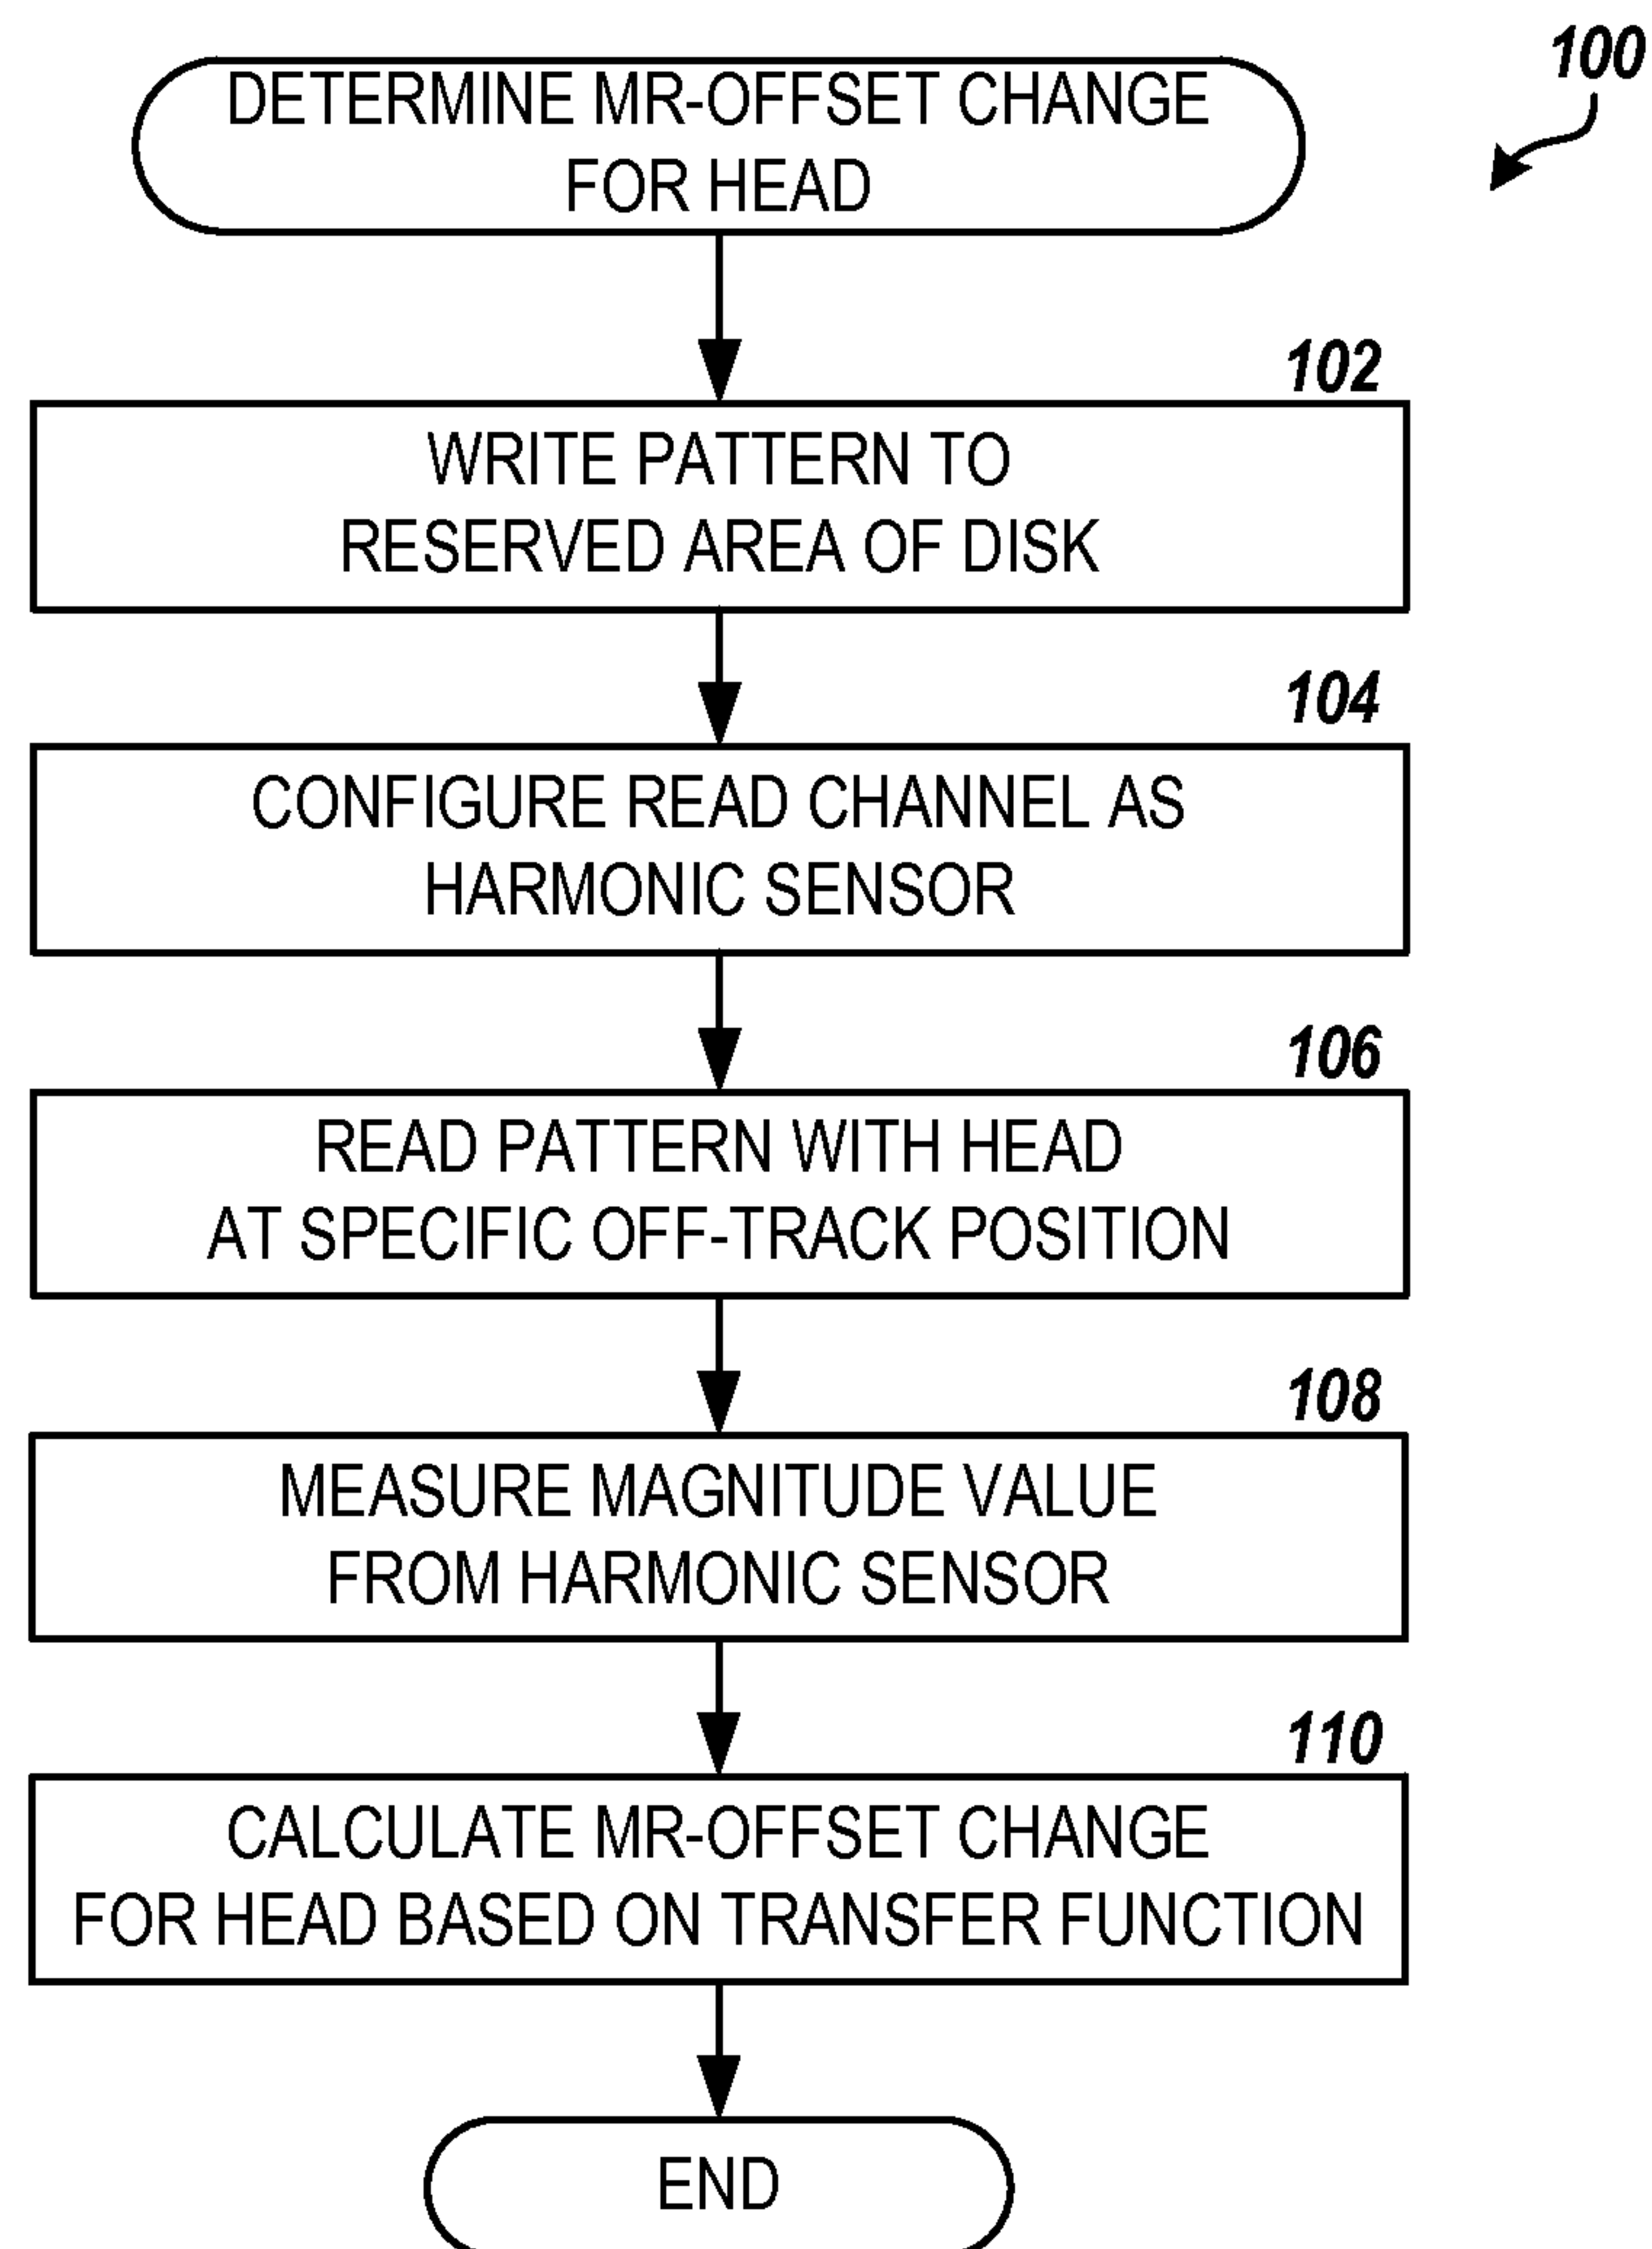 100
DETERMINE MR-OFFSET CHANGE
FOR HEAD
102
WRITE PATTERN TO
RESERVED AREA OF DISK
104
CONFIGURE READ CHANNEL AS
HARMONIC SENSOR
106
READ PATTERN WITH HEAD
AT SPECIFIC OFF-TRACK POSITION
108
MEASURE MAGNITUDE VALUE
FROM HARMONIC SENSOR
110
CALCULATE MR-OFFSET CHANGE
FOR HEAD BASED ON TRANSFER FUNCTION
END